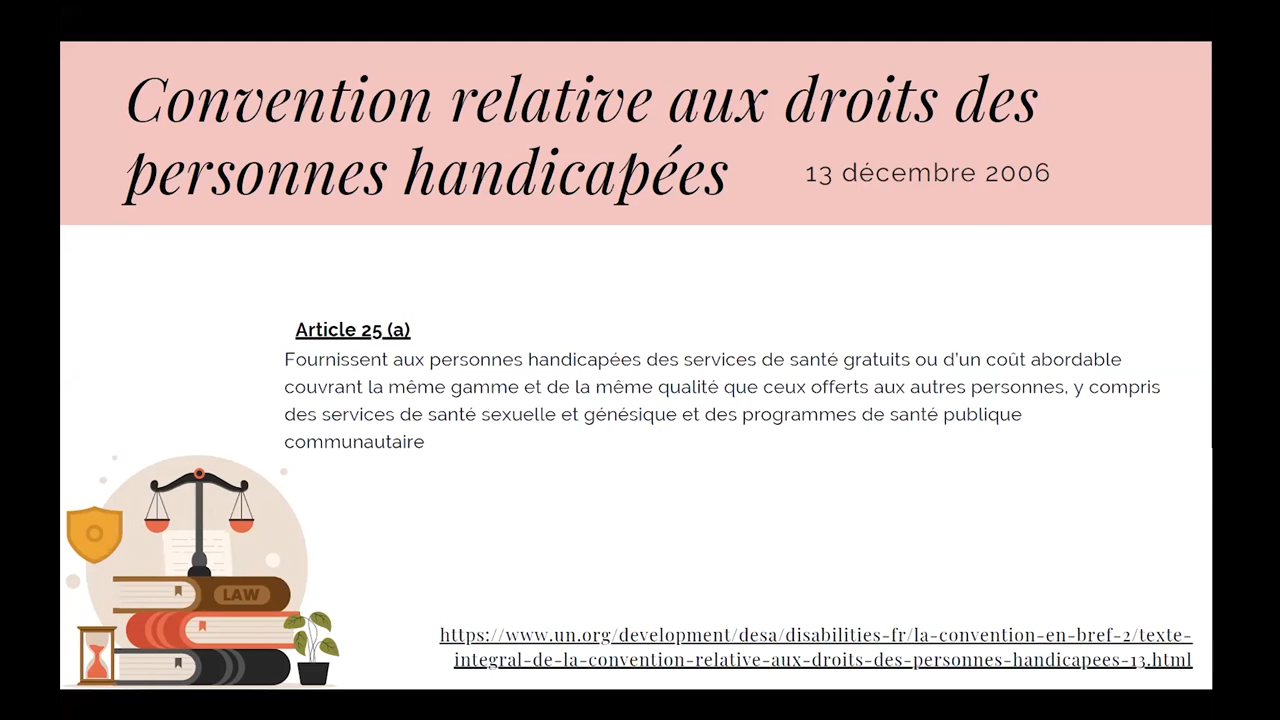 Convention relative aux droits des
personnes handicapées
13 décembre 2006
Article 25 (a)
Fournissent aux personnes handicapées des services de santé gratuits ou d'un coût abordable
couvrant la même gamme et de la même qualité que ceux offerts aux autres personnes, y compris
des services de santé sexuelle et génésique et des programmes de santé publique
communautaire
LAW
https://www.un.org/development/desa/disabilities-fr/la-convention-en-bref-2/texte-
integral-de-la-convention-relative-aux-droits-des-personnes-handicapees-13.html